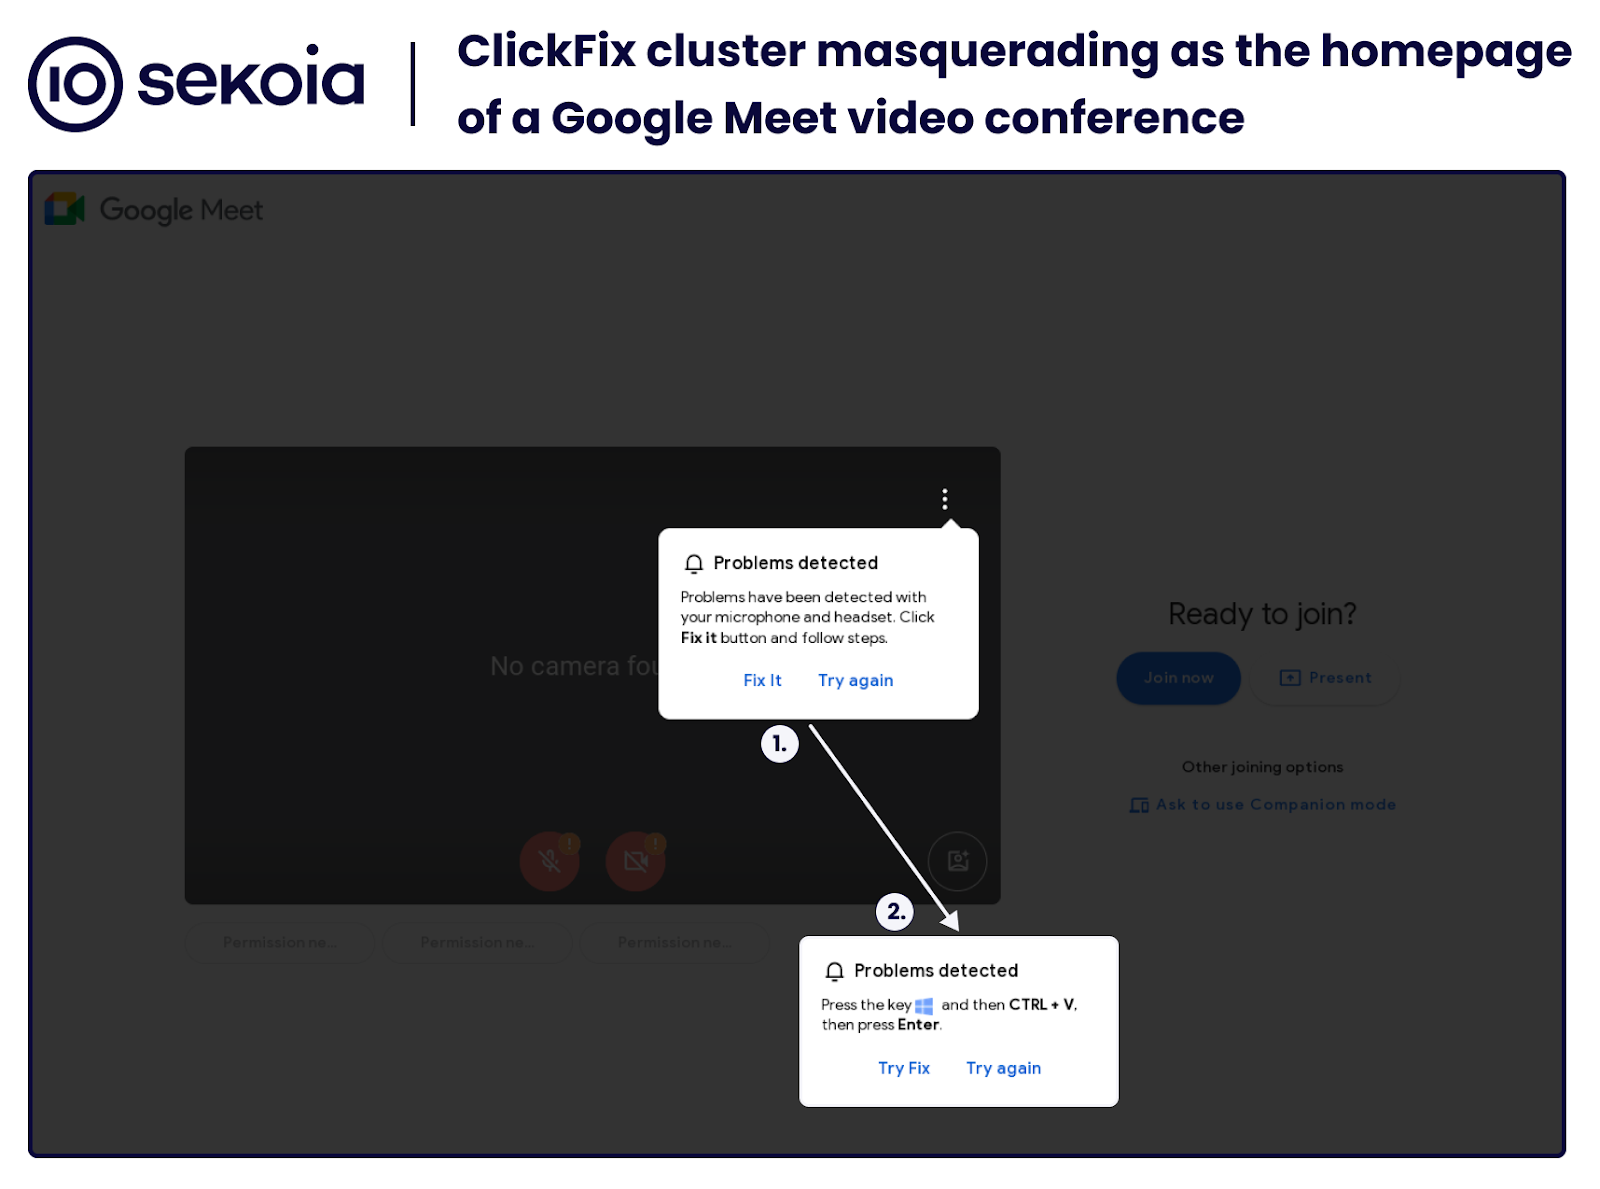 sekoia
ClickFix cluster masquerading as the homepage
of a Google Meet video conference
Google Meet
Problems detected
Problems have been detected with
your microphone and headset. Click
Fix it button and follow steps.
Fix It Try again
No camera fou
1.
Ready to join?
Join now Present
Other joining options
Ask to use Companion mode
2.
Permission ne... Permission ne... Permission ne...
Problems detected
Press the key and then CTRL + V,
then press Enter.
Try Fix Try again